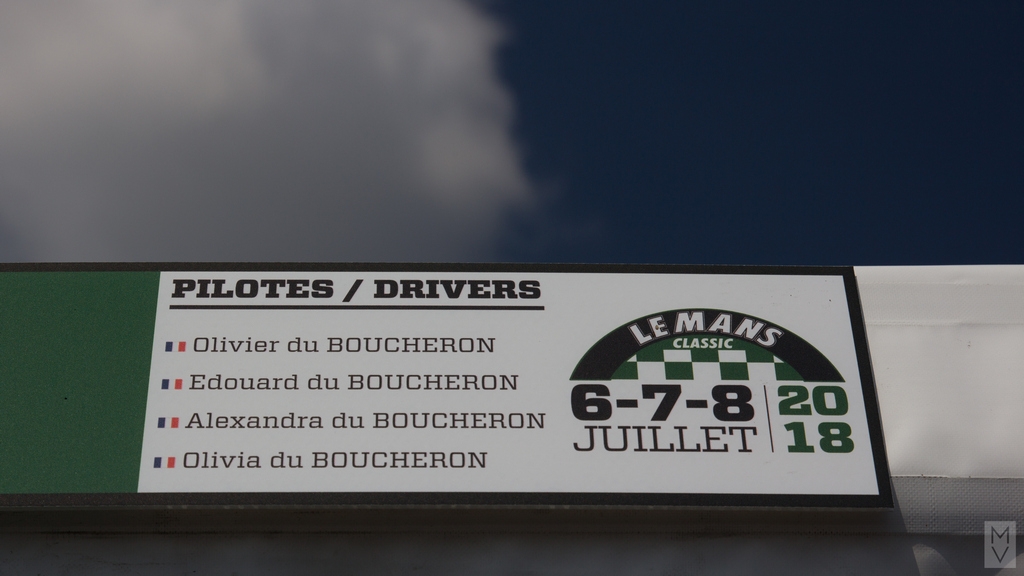 PILOTES / DRIVERS
Olivier du BOUCHERON
Edouard du BOUCHERON
Alexandra du BOUCHERON
Olivia du BOUCHERON
LE MANS
CLASSIC
6-7-8
JUILLET
20
18
MV